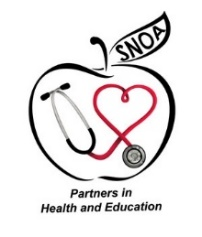 SNOA
Partners in
Health and Education